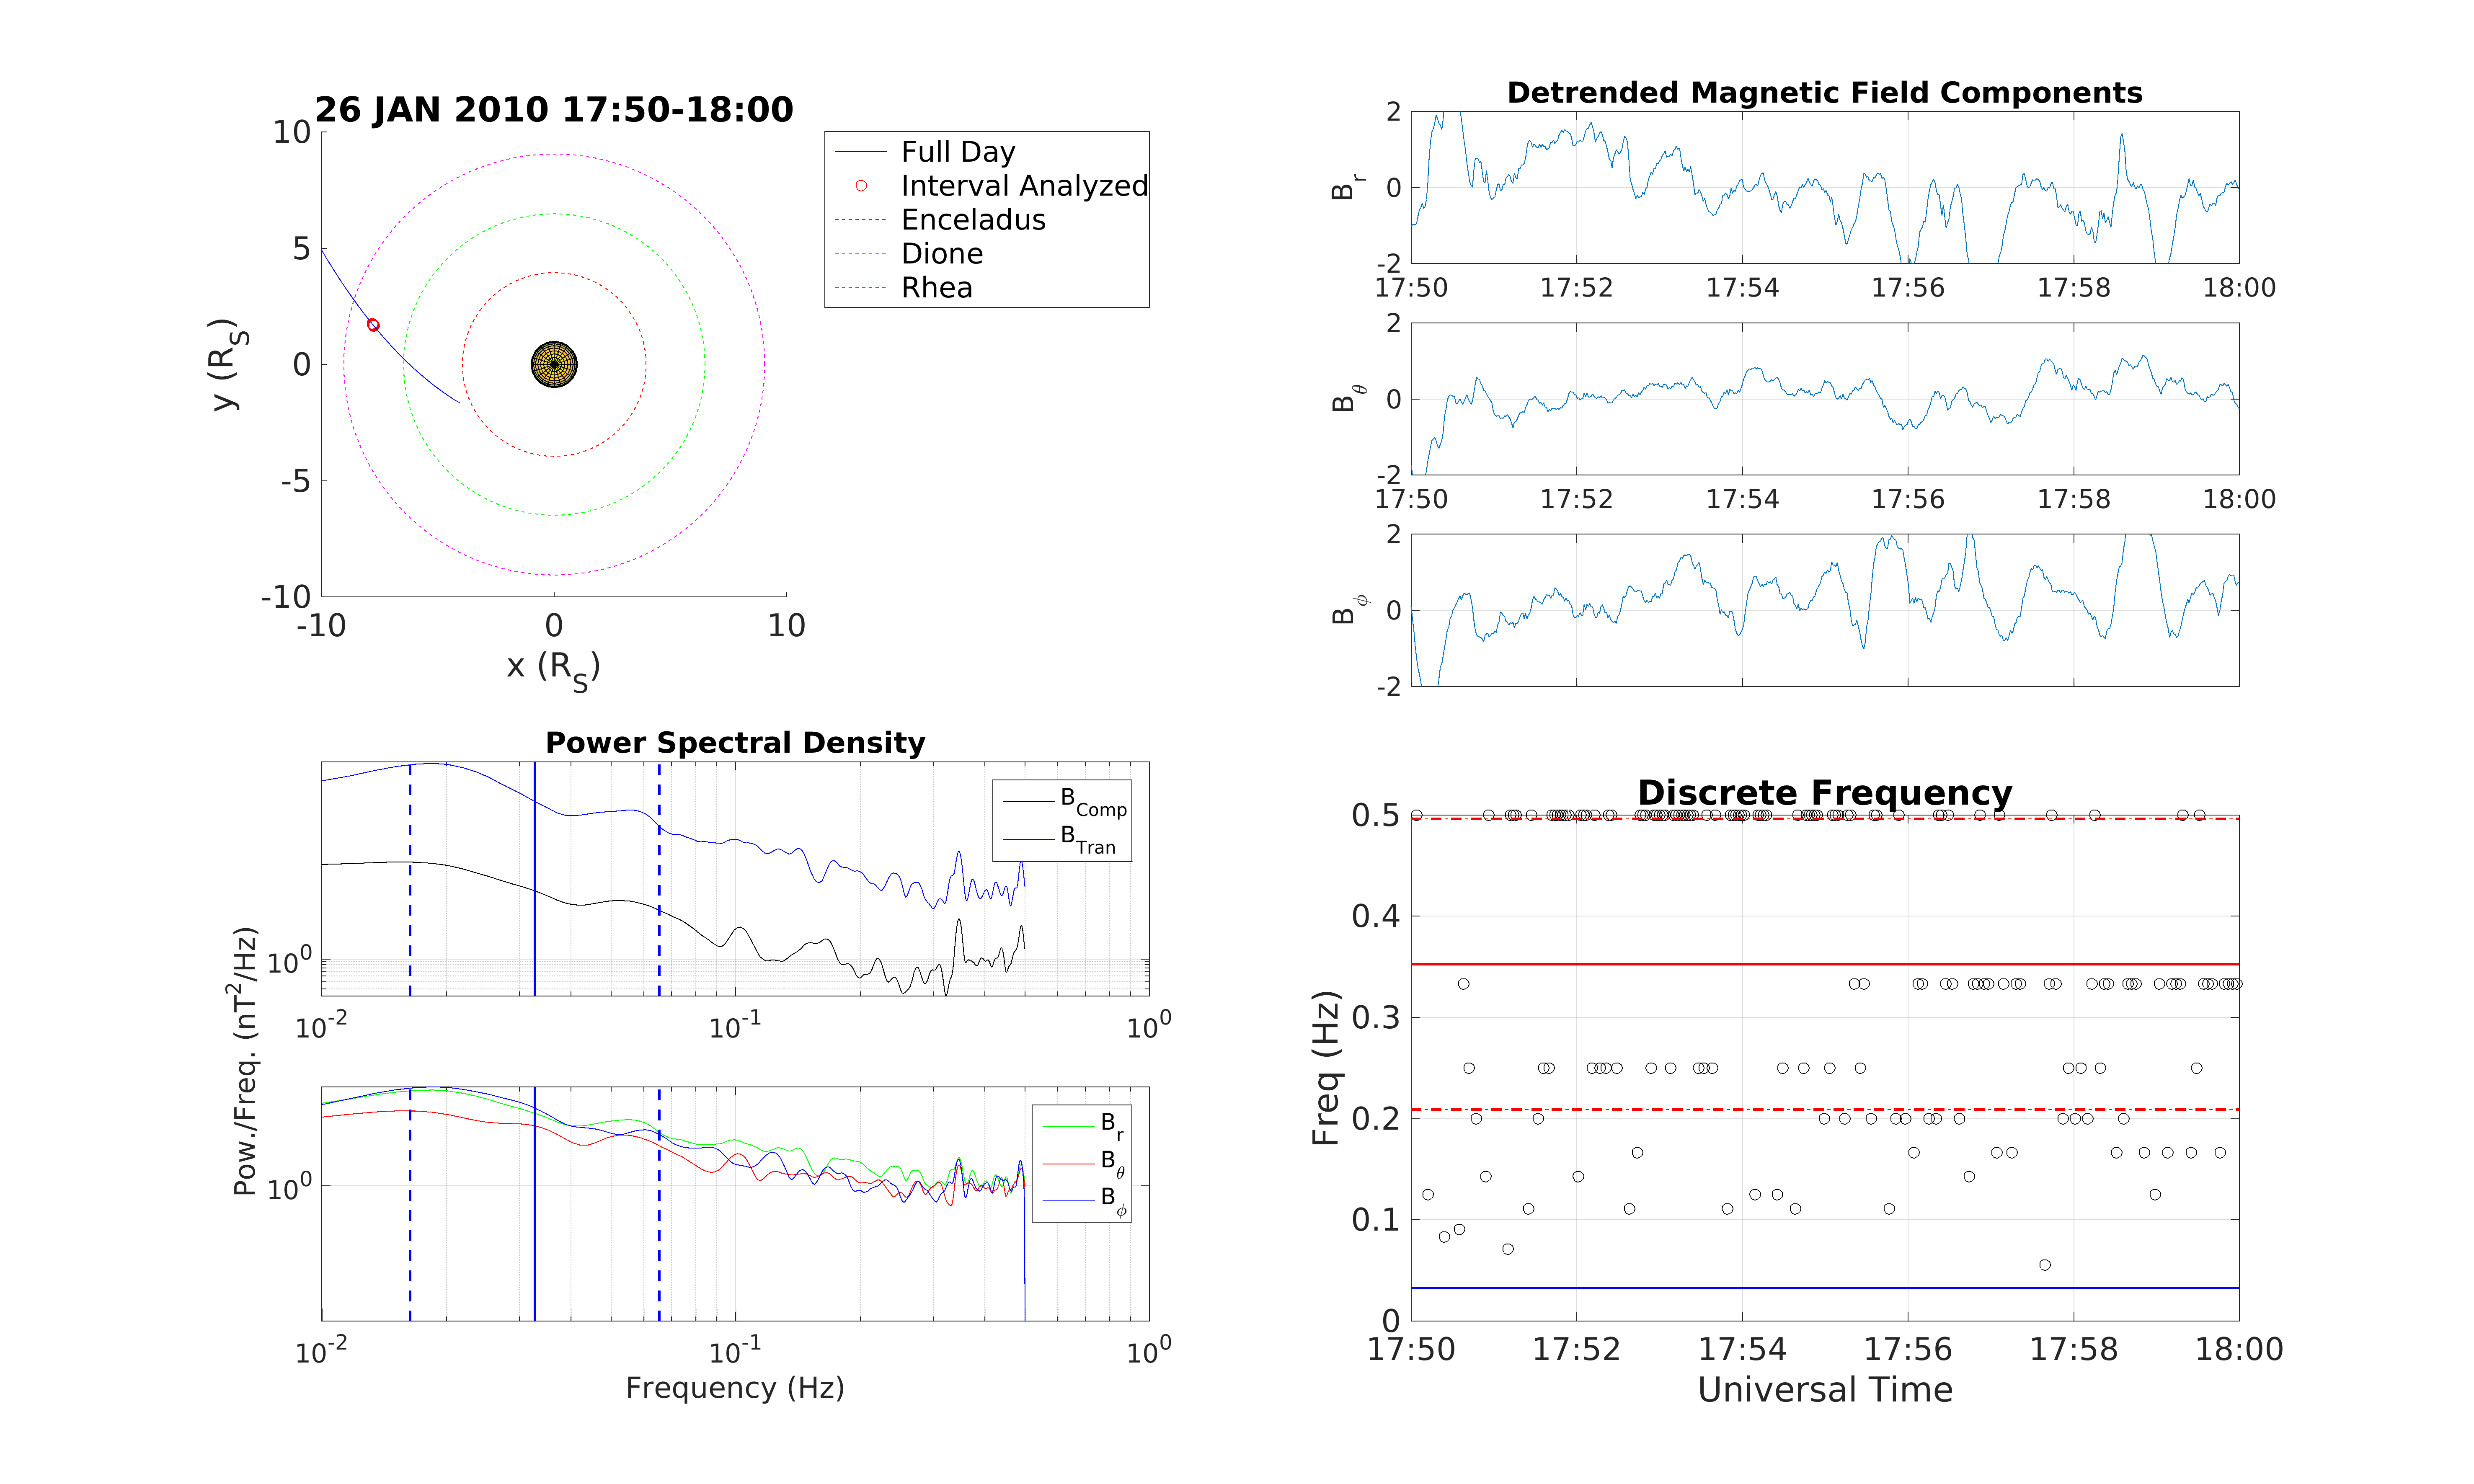 26 JAN 2010 17:50-18:00
10
5
0
-5
-10
-10 0 10
y (R_S)
x (R_S)
Full Day
Interval Analyzed
Enceladus
Dione
Rhea
Detrended Magnetic Field Components
B_r
2
0
-2
17:50 17:52 17:54 17:56 17:58 18:00
B_θ
2
0
-2
17:50 17:52 17:54 17:56 17:58 18:00
B_ϕ
2
0
-2
Power Spectral Density
B_Comp
B_Tran
10^0
10^-2 10^-1 10^0
Pow./Freq. (nT^2/Hz)
B_r
B_θ
B_ϕ
10^0
10^-2 10^-1 10^0
Frequency (Hz)
Discrete Frequency
0.5
0.4
0.3
0.2
0.1
0
Freq (Hz)
17:50 17:52 17:54 17:56 17:58 18:00
Universal Time